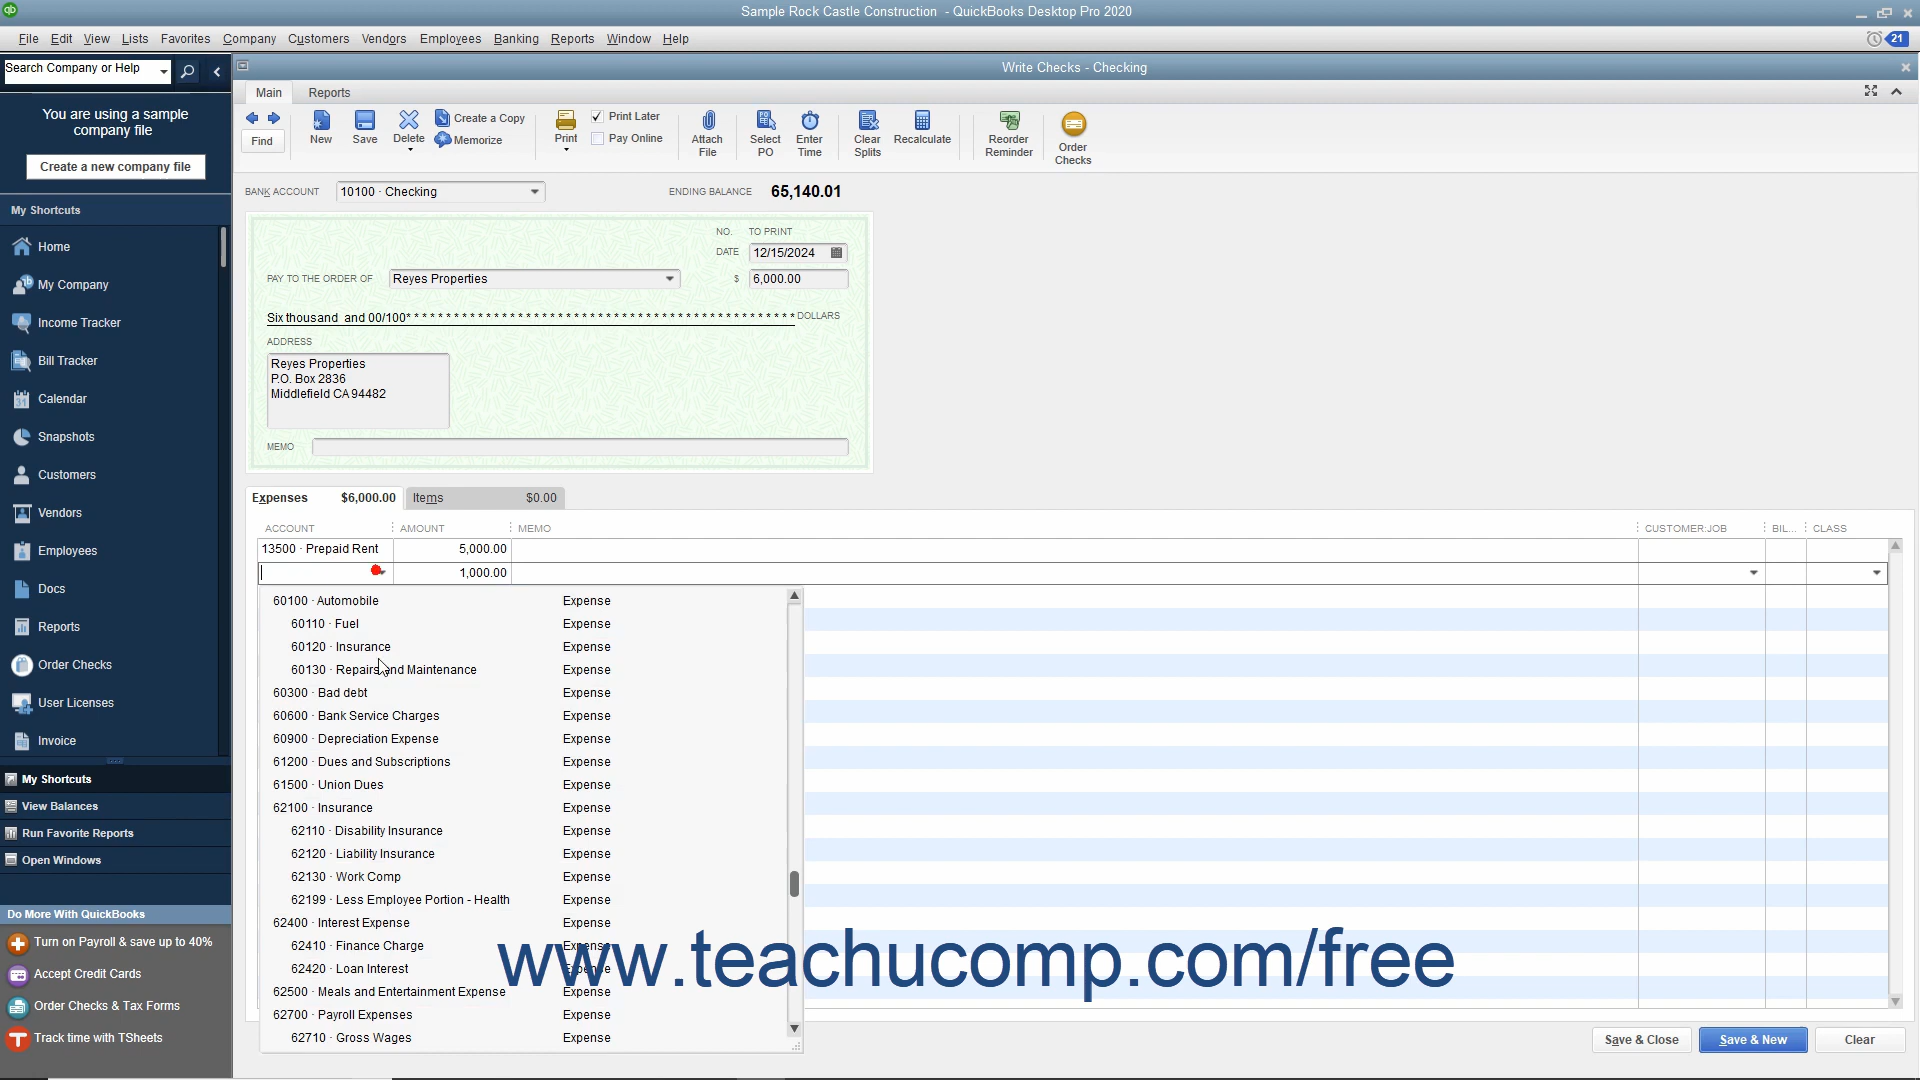 Sample Rock Castle Construction - QuickBooks Desktop Pro 2020
File Edit View Lists Favorites Company Customers Vendors Employees Banking Reports Window Help
21
Search Company or Help
Write Checks - Checking
You are using a sample
company file
Create a new company file
My Shortcuts
Home
My Company
Income Tracker
Bill Tracker
Calendar
Snapshots
Customers
Vendors
Employees
Docs
Reports
Order Checks
User Licenses
Invoice
My Shortcuts
View Balances
Run Favorite Reports
Open Windows
Do More With QuickBooks
Turn on Payroll & save up to 40%
Accept Credit Cards
Order Checks & Tax Forms
Track time with TSheets
Main Reports
Find
New
Save
Delete
Create a Copy
Memorize
Print
Print Later
Pay Online
Attach
File
Select
PO
Enter
Time
Clear
Splits
Recalculate
Reorder
Reminder
Order
Checks
BANK ACCOUNT 10100 · Checking ENDING BALANCE 65,140.01
NO. TO PRINT
DATE 12/15/2024
PAY TO THE ORDER OF Reyes Properties $ 6,000.00
Six thousand and 00/100* * * * * * * * * * * * * * * * * * * * * * * * * * * * * * * * * * * * * * * * * * * * * * * DOLLARS
ADDRESS
Reyes Properties
P.O. Box 2836
Middlefield CA 94482
MEMO
Expenses $6,000.00 Items $0.00
ACCOUNT AMOUNT MEMO CUSTOMER:JOB BIL... CLASS
13500 · Prepaid Rent 5,000.00
1,000.00
60100 · Automobile Expense
60110 · Fuel Expense
60120 · Insurance Expense
60130 · Repairs and Maintenance Expense
60300 · Bad debt Expense
60600 · Bank Service Charges Expense
60900 · Depreciation Expense Expense
61200 · Dues and Subscriptions Expense
61500 · Union Dues Expense
62100 · Insurance Expense
62110 · Disability Insurance Expense
62120 · Liability Insurance Expense
62130 · Work Comp Expense
62199 · Less Employee Portion - Health Expense
62400 · Interest Expense Expense
62410 · Finance Charge Expense
62420 · Loan Interest Expense
62500 · Meals and Entertainment Expense Expense
62700 · Payroll Expenses Expense
62710 · Gross Wages Expense
www.teachucomp.com/free
Save & Close Save & New Clear